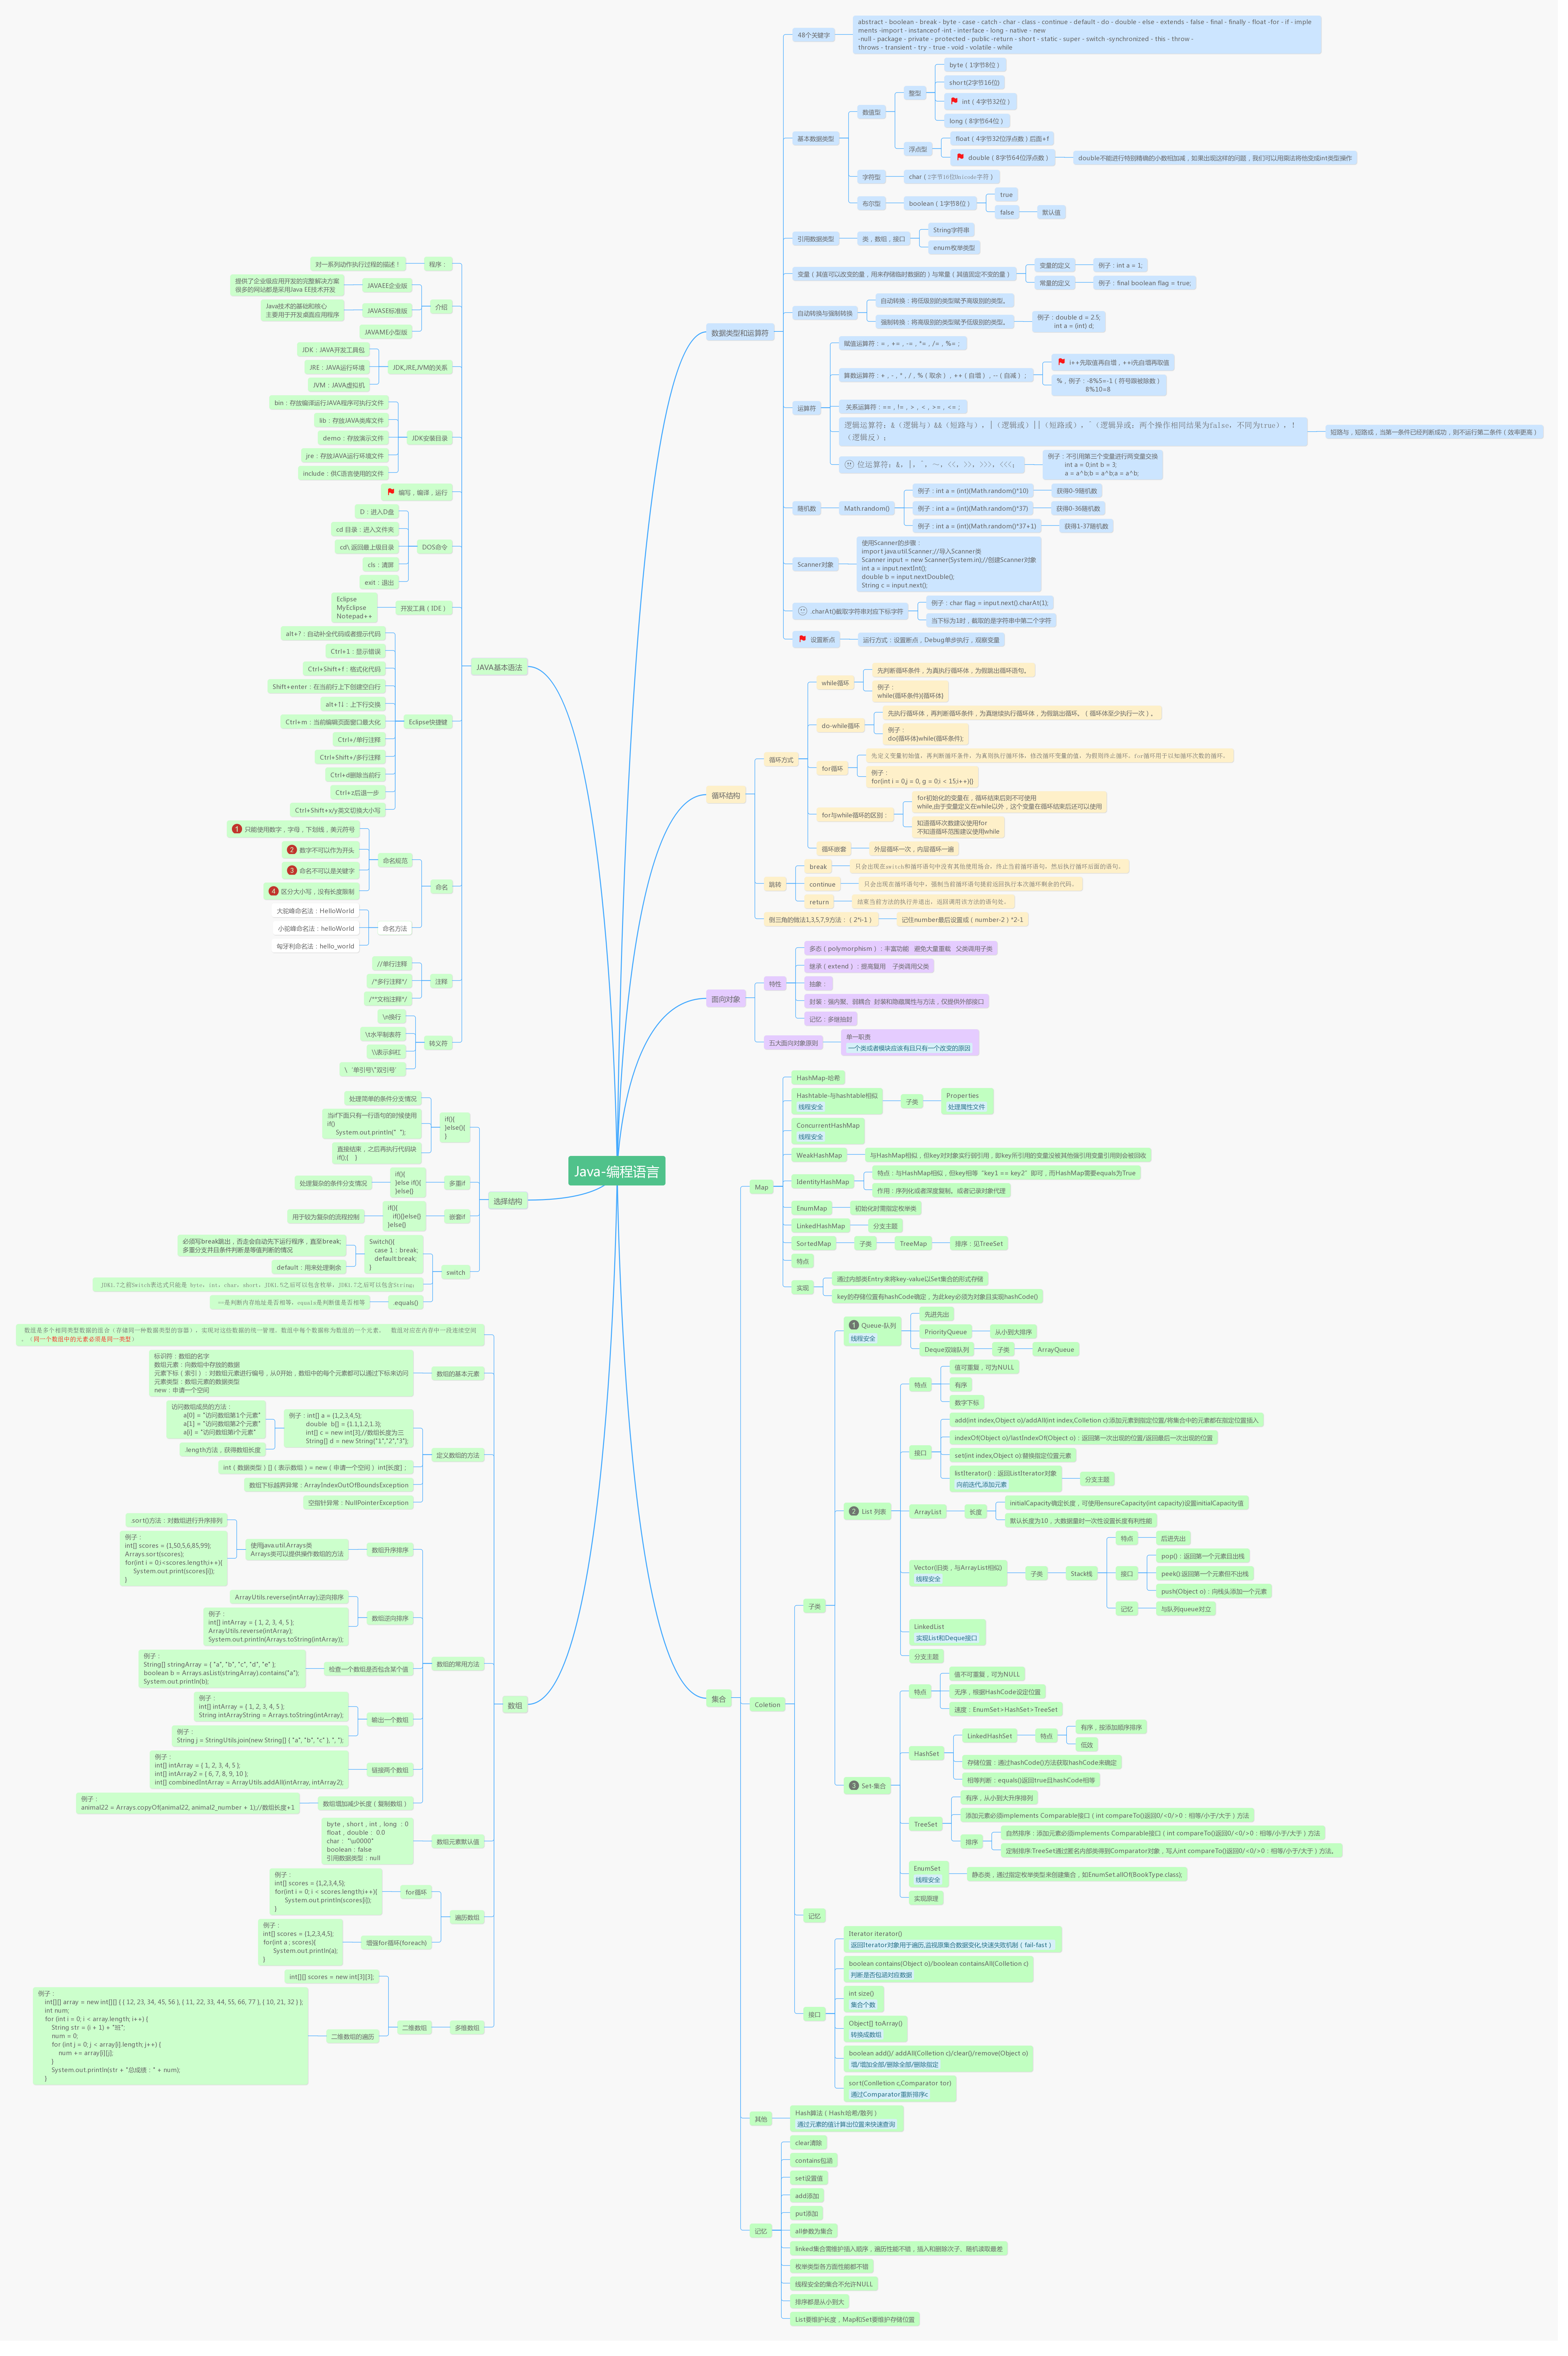 Java-编程语言
JAVA基本语法
程序：
对一系列动作执行过程的描述！
介绍
JAVAEE企业版
提供了企业级应用开发的完整解决方案
很多的网站都是采用Java EE技术开发
JAVASE标准版
Java技术的基础和核心
主要用于开发桌面应用程序
JAVAME小型版
JDK,JRE,JVM的关系
JDK：JAVA开发工具包
JRE：JAVA运行环境
JVM：JAVA虚拟机
JDK安装目录
bin：存放编译运行JAVA程序可执行文件
lib：存放JAVA类库文件
demo：存放演示文件
jre：存放JAVA运行环境文件
include：供C语言使用的文件
编写，编译，运行
DOS命令
D：进入D盘
cd 目录：进入文件夹
cd\ 返回最上级目录
cls：清屏
exit：退出
开发工具（IDE）
Eclipse
MyEclipse
Notepad++
Eclipse快捷键
alt+?：自动补全代码或者提示代码
Ctrl+1：显示错误
Ctrl+Shift+f：格式化代码
Shift+enter：在当前行上下创建空白行
alt+↑↓：上下行交换
Ctrl+m：当前编辑页面窗口最大化
Ctrl+/单行注释
Ctrl+Shift+/多行注释
Ctrl+d删除当前行
Ctrl+z后退一步
Ctrl+Shift+x/y英文切换大小写
命名
命名规范
1 只能使用数字，字母，下划线，美元符号
2 数字不可以作为开头
3 命名不可以是关键字
4 区分大小写，没有长度限制
命名方法
大驼峰命名法：HelloWorld
小驼峰命名法：helloWorld
匈牙利命名法：hello_world
注释
//单行注释
/*多行注释*/
/**文档注释*/
转义符
\n换行
\t水平制表符
\\表示斜杠
\‘单引号\"双引号’
选择结构
if(){
}else(){
}
处理简单的条件分支情况
当if下面只有一行语句的时候使用
if()
System.out.println(" ");
直接结束，之后再执行代码块
if();{ }
多重if
if(){
}else if(){
}else{}
处理复杂的条件分支情况
嵌套if
if(){
if(){}else{}
}else{}
用于较为复杂的流程控制
switch
Switch(){
case 1：break;
default:break;
}
必须写break跳出，否走会自动先下运行程序，直至break;
多重分支并且条件判断是等值判断的情况
default：用来处理剩余
JDK1.7之前Switch表达式只能是 byte，int，char，short，JDK1.5之后可以包含枚举，JDK1.7之后可以包含String；
.equals()
==是判断内存地址是否相等，equals是判断值是否相等
数组
数组是多个相同类型数据的组合（存储同一种数据类型的容器），实现对这些数据的统一管理。数组中每个数据称为数组的一个元素。 数组对应在内存中一段连续空间
。（同一个数组中的元素必须是同一类型）
数组的基本元素
标识符：数组的名字
数组元素：向数组中存放的数据
元素下标（索引）：对数组元素进行编号，从0开始，数组中的每个元素都可以通过下标来访问
元素类型：数组元素的数据类型
new：申请一个空间
定义数组的方法
例子：int[] a = {1,2,3,4,5};
double b[] = {1.1,1.2,1.3};
int[] c = new int[3];//数组长度为三
String[] d = new String{"1","2","3"};
访问数组成员的方法：
a[0] = "访问数组第1个元素"
a[1] = "访问数组第2个元素"
a[i] = "访问数组第i个元素"
.length方法，获得数组长度
int（数据类型）[]（表示数组）= new（申请一个空间） int[长度]；
数组下标越界异常：ArrayIndexOutOfBoundsException
空指针异常：NullPointerException
数组的常用方法
数组升序排序
使用java.util.Arrays类
Arrays类可以提供操作数组的方法
.sort()方法：对数组进行升序排列
例子：
int[] scores = {1,50,5,6,85,99};
Arrays.sort(scores);
for(int i = 0;i<scores.length;i++){
System.out.print(scores[i]);
}
数组逆向排序
ArrayUtils.reverse(intArray);逆向排序
例子：
int[] intArray = { 1, 2, 3, 4, 5 };
ArrayUtils.reverse(intArray);
System.out.println(Arrays.toString(intArray));
检查一个数组是否包含某个值
例子：
String[] stringArray = { "a", "b", "c", "d", "e" };
boolean b = Arrays.asList(stringArray).contains("a");
System.out.println(b);
输出一个数组
例子：
int[] intArray = { 1, 2, 3, 4, 5 };
String intArrayString = Arrays.toString(intArray);
例子：
String j = StringUtils.join(new String[] { "a", "b", "c" }, ", ");
链接两个数组
例子：
int[] intArray = { 1, 2, 3, 4, 5 };
int[] intArray2 = { 6, 7, 8, 9, 10 };
int[] combinedIntArray = ArrayUtils.addAll(intArray, intArray2);
数组增加减少长度（复制数组）
例子：
animal22 = Arrays.copyOf(animal22, animal2_number + 1);//数组长度+1
数组元素默认值
byte，short，int，long ：0
float，double： 0.0
char： "\u0000"
boolean：false
引用数据类型：null
遍历数组
for循环
例子：
int[] scores = {1,2,3,4,5};
for(int i = 0; i < scores.length;i++){
System.out.println(scores[i]);
}
增强for循环(foreach)
例子：
int[] scores = {1,2,3,4,5};
for(int a ; scores){
System.out.println(a);
}
多维数组
二维数组
int[][] scores = new int[3][3];
二维数组的遍历
例子：
int[][] array = new int[][] { { 12, 23, 34, 45, 56 }, { 11, 22, 33, 44, 55, 66, 77 }, { 10, 21, 32 } };
int num;
for (int i = 0; i < array.length; i++) {
String str = (i + 1) + "班";
num = 0;
for (int j = 0; j < array[i].length; j++) {
num += array[i][j];
}
System.out.println(str + "总成绩：" + num);
}
数据类型和运算符
48个关键字
abstract - boolean - break - byte - case - catch - char - class - continue - default - do - double - else - extends - false - final - finally - float -for - if - imple
ments -import - instanceof -int - interface - long - native - new
-null - package - private - protected - public -return - short - static - super - switch -synchronized - this - throw -
throws - transient - try - true - void - volatile - while
基本数据类型
数值型
整型
byte（1字节8位）
short(2字节16位)
int（4字节32位）
long（8字节64位）
浮点型
float（4字节32位浮点数）后面+f
double（8字节64位浮点数）
double不能进行特别精确的小数相加减，如果出现这样的问题，我们可以用乘法将他变成int类型操作
字符型
char（2字节16位Unicode字符）
布尔型
boolean（1字节8位）
true
false
默认值
引用数据类型
类，数组，接口
String字符串
enum枚举类型
变量（其值可以改变的量，用来存储临时数据的）与常量（其值固定不变的量）
变量的定义
例子：int a = 1;
常量的定义
例子：final boolean flag = true;
自动转换与强制转换
自动转换：将低级别的类型赋予高级别的类型。
强制转换：将高级别的类型赋予低级别的类型。
例子：double d = 2.5;
int a = (int) d;
运算符
赋值运算符：=，+=，-=，*=，/=，%=；
算数运算符：+，-，*，/，%（取余），++（自增），--（自减）；
i++先取值再自增，++i先自增再取值
%，例子：-8%5=-1（符号跟被除数）
8%10=8
关系运算符：==，!=，>，<，>=，<=；
逻辑运算符：&（逻辑与）&&（短路与），|（逻辑或）||（短路或），^（逻辑异或：两个操作相同结果为false，不同为true），！
（逻辑反）；
短路与，短路或，当第一条件已经判断成功，则不运行第二条件（效率更高）
位运算符：&，|，^，~，<<，>>，>>>，<<<；
例子：不引用第三个变量进行两变量交换
int a = 0;int b = 3;
a = a^b;b = a^b;a = a^b;
随机数
Math.random()
例子：int a = (int)(Math.random()*10)
获得0-9随机数
例子：int a = (int)(Math.random()*37)
获得0-36随机数
例子：int a = (int)(Math.random()*37+1)
获得1-37随机数
Scanner对象
使用Scanner的步骤：
import java.util.Scanner;//导入Scanner类
Scanner input = new Scanner(System.in);//创建Scanner对象
int a = input.nextInt();
double b = input.nextDouble();
String c = input.next();
charAt()截取字符串对应下标字符
例子：char flag = input.next().charAt(1);
当下标为1时，截取的是字符串中第二个字符
设置断点
运行方式：设置断点，Debug单步执行，观察变量
循环结构
循环方式
while循环
先判断循环条件，为真执行循环体，为假跳出循环语句。
例子：
while(循环条件){循环体}
do-while循环
先执行循环体，再判断循环条件，为真继续执行循环体，为假跳出循环。（循环体至少执行一次）。
例子：
do{循环体}while(循环条件);
for循环
先定义变量初始值，再判断循环条件，为真则执行循环体，修改循环变量的值，为假则终止循环。for循环用于以知循环次数的循环。
例子：
for(int i = 0,j = 0, g = 0;i < 15;i++){}
for与while循环的区别：
for初始化的变量在，循环结束后则不可使用
while,由于变量定义在while以外，这个变量在循环结束后还可以使用
知道循环次数建议使用for
不知道循环范围建议使用while
循环嵌套
外层循环一次，内层循环一遍
跳转
break
只会出现在switch和循环语句中没有其他使用场合。终止当前循环语句，然后执行循环后面的语句。
continue
只会出现在循环语句中，强制当前循环语句提前返回执行本次循环剩余的代码。
return
结束当前方法的执行并退出，返回调用该方法的语句处。
倒三角的做法1,3,5,7,9方法：（2*i-1）
记住number最后设置成（number-2）*2-1
面向对象
特性
多态（polymorphism）：丰富功能 避免大量重载 父类调用子类
继承（extend）：提高复用 子类调用父类
抽象：
封装：强内聚、弱耦合 封装和隐藏属性与方法，仅提供外部接口
记忆：多继抽封
五大面向对象原则
单一职责
一个类或者模块应该有且只有一个改变的原因
集合
Map
HashMap-哈希
Hashtable-与hashtable相似
线程安全
子类
Properties
处理属性文件
ConcurrentHashMap
线程安全
WeakHashMap
与HashMap相似，但key对对象实行弱引用，即key所引用的变量没被其他强引用变量引用则会被回收
IdentityHashMap
特点：与HashMap相似，但key相等“key1 == key2”即可，而HashMap需要equals为True
作用：序列化或者深度复制。或者记录对象代理
EnumMap
初始化时需指定枚举类
LinkedHashMap
分支主题
SortedMap
子类
TreeMap
排序：见TreeSet
特点
实现
通过内部类Entry来将key-value以Set集合的形式存储
key的存储位置有hashCode确定，为此key必须为对象且实现hashCode()
Coletion
子类
1 Queue-队列
线程安全
先进先出
PriorityQueue
从小到大排序
Deque双端队列
子类
ArrayQueue
2 List 列表
特点
值可重复，可为NULL
有序
数字下标
接口
add(int index,Object o)/addAll(int index,Colletion c):添加元素到指定位置/将集合中的元素都在指定位置插入
indexOf(Object o)/lastIndexOf(Object o)：返回第一次出现的位置/返回最后一次出现的位置
set(int index,Object o):替换指定位置元素
listIterator()：返回ListIterator对象
向前迭代,添加元素
分支主题
ArrayList
长度
initialCapacity确定长度，可使用ensureCapacity(int capacity)设置initialCapacity值
默认长度为10，大数据量时一次性设置长度有利性能
Vector(旧类，与ArrayList相似)
线程安全
子类
Stack栈
特点
后进先出
接口
pop()：返回第一个元素且出栈
peek():返回第一个元素但不出栈
push(Object o)：向栈头添加一个元素
记忆
与队列queue对立
LinkedList
实现List和Deque接口
分支主题
3 Set-集合
特点
值不可重复，可为NULL
无序，根据HashCode设定位置
速度：EnumSet>HashSet>TreeSet
HashSet
LinkedHashSet
特点
有序，按添加顺序排序
低效
存储位置：通过hashCode()方法获取hashCode来确定
相等判断：equals()返回true且hashCode相等
TreeSet
有序，从小到大升序排列
添加元素必须implements Comparable接口（int compareTo()返回0/<0/>0：相等/小于/大于）方法
排序
自然排序：添加元素必须implements Comparable接口（int compareTo()返回0/<0/>0：相等/小于/大于）方法
定制排序:TreeSet通过匿名内部类得到Comparator对象，写入int compareTo()返回0/<0/>0：相等/小于/大于）方法。
EnumSet
线程安全
静态类，通过指定枚举类型来创建集合，如EnumSet.allOf(BookType.class);
实现原理
记忆
接口
Iterator iterator()
返回Iterator对象用于遍历,监视原集合数据变化,快速失败机制（fail-fast）
boolean contains(Object o)/boolean containsAll(Colletion c)
判断是否包涵对应数据
int size()
集合个数
Object[] toArray()
转换成数组
boolean add()/ addAll(Colletion c)/clear()/remove(Object o)
增/增加全部/删除全部/删除指定
sort(Conlletion c,Comparator tor)
通过Comparator重新排序c
其他
Hash算法（Hash:哈希/散列）
通过元素的值计算出位置来快速查询
记忆
clear清除
contains包涵
set设置值
add添加
put添加
all参数为集合
linked集合需维护插入顺序，遍历性能不错，插入和删除次子、随机读取最差
枚举类型各方面性能都不错
线程安全的集合不允许NULL
排序都是从小到大
List要维护长度，Map和Set要维护存储位置